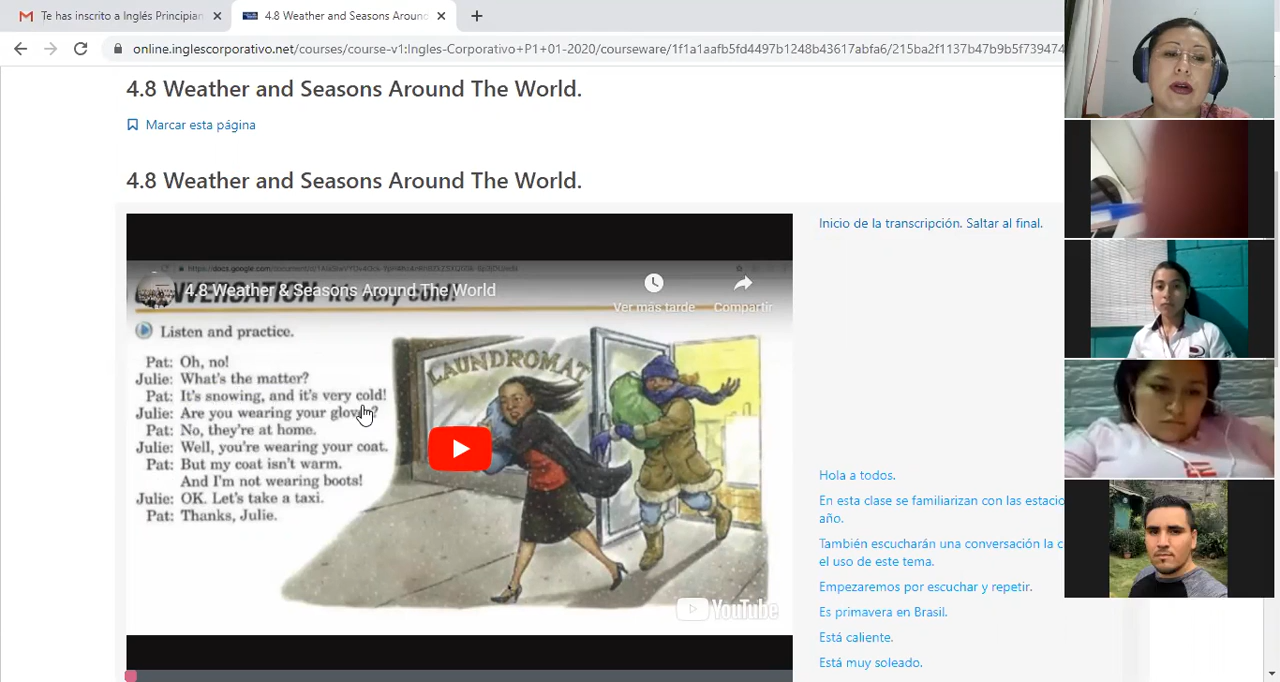 Te has inscrito a Inglés Principian
4.8 Weather and Seasons Around
online.inglescorporativo.net/courses/course-v1:Ingles-Corporativo+P1+01-2020/courseware/1f1a1aafb5fd4497b1248b43617abfa6/215ba2f1137b47b9b5f739474
4.8 Weather and Seasons Around The World.
Marcar esta página
4.8 Weather and Seasons Around The World.
Inicio de la transcripción. Saltar al final.
4.8 Weather & Seasons Around The World
Ver más tarde
Compartir
Listen and practice.
LAUNDROMAT
Pat: Oh, no!
Julie: What's the matter?
Pat: It's snowing, and it's very cold!
Julie: Are you wearing your gloves?
Pat: No, they're at home.
Julie: Well, you're wearing your coat.
Pat: But my coat isn't warm.
And I'm not wearing boots!
Julie: OK. Let's take a taxi.
Pat: Thanks, Julie.
YouTube
Hola a todos.
En esta clase se familiarizan con las estacio
año.
También escucharán una conversación la c
el uso de este tema.
Empezaremos por escuchar y repetir.
Es primavera en Brasil.
Está caliente.
Está muy soleado.